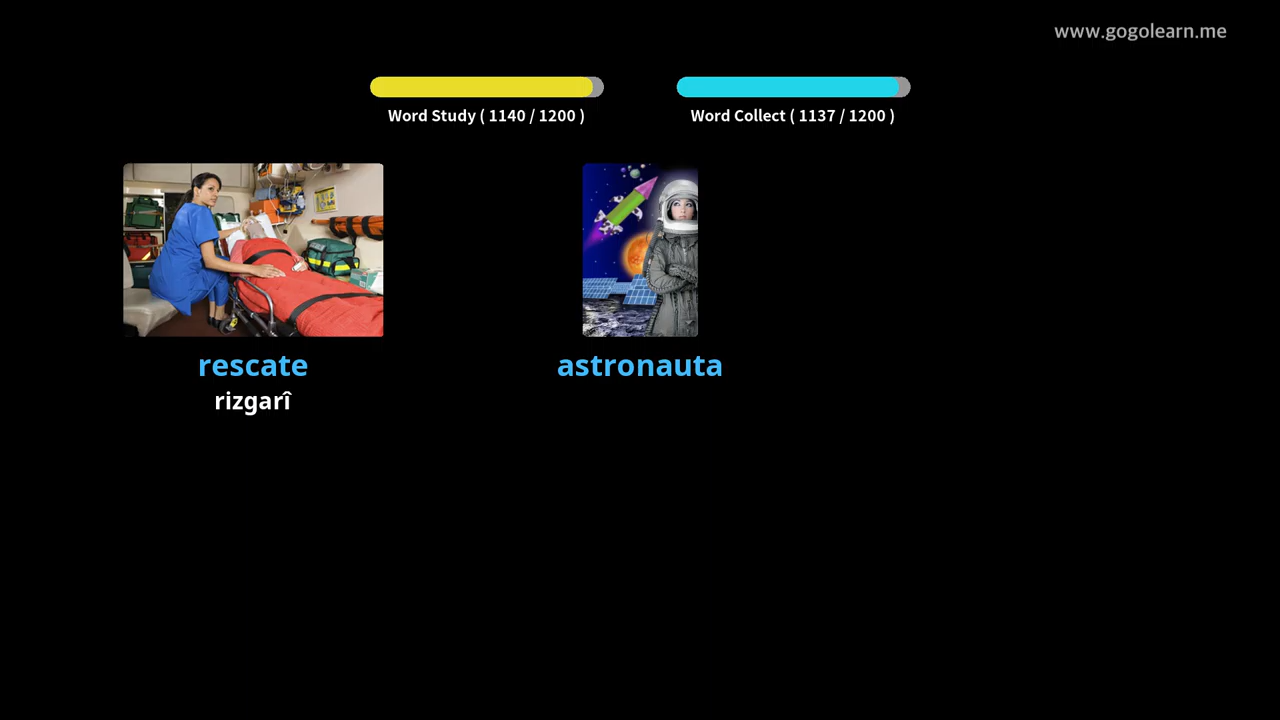 www.gogolearn.me
Word Study ( 1140 / 1200 )
Word Collect ( 1137 / 1200 )
rescate
rizgarî
astronauta